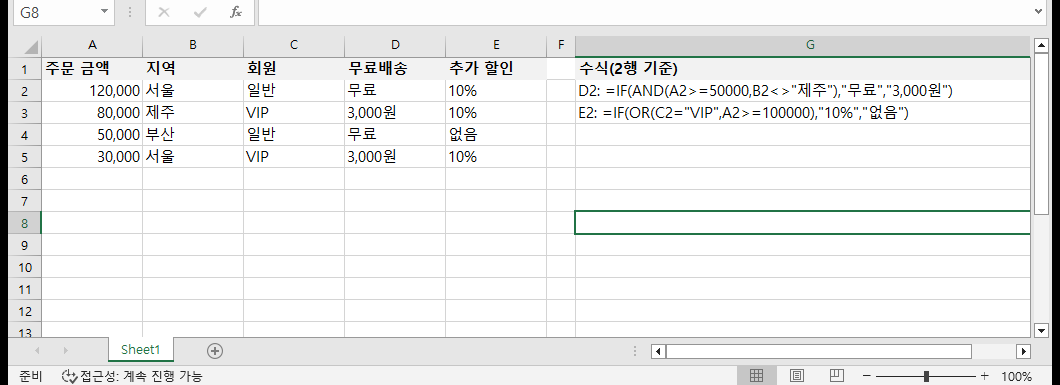 G8 fx
A B C D E F G
1 주문 금액 지역 회원 무료배송 추가 할인 수식(2행 기준)
2 120,000 서울 일반 무료 10% D2: =IF(AND(A2>=50000,B2<>"제주"),"무료","3,000원")
3 80,000 제주 VIP 3,000원 10% E2: =IF(OR(C2="VIP",A2>=100000),"10%","없음")
4 50,000 부산 일반 무료 없음
5 30,000 서울 VIP 3,000원 10%
6
7
8
9
10
11
12
13
Sheet1
준비 접근성: 계속 진행 가능 100%